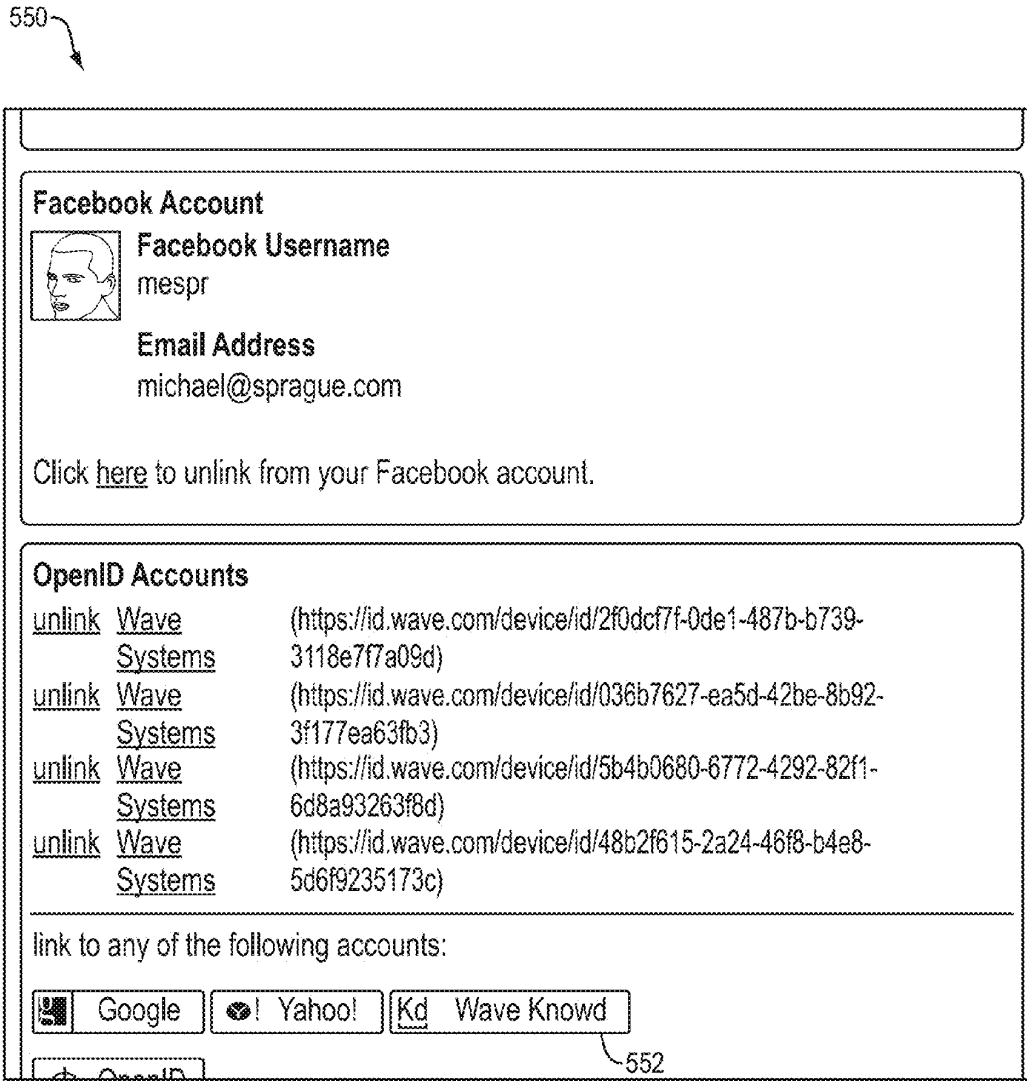 550
Facebook Account
Facebook Username
mespr
Email Address
michael@sprague.com
Click here to unlink from your Facebook account.
OpenID Accounts
unlink Wave (https://id.wave.com/device/id/2f0dcf7f-0de1-487b-b739-
Systems 3118e7f7a09d)
unlink Wave (https://id.wave.com/device/id/036b7627-ea5d-42be-8b92-
Systems 3f177ea63fb3)
unlink Wave (https://id.wave.com/device/id/5b4b0680-6772-4292-82f1-
Systems 6d8a93263f8d)
unlink Wave (https://id.wave.com/device/id/48b2f615-2a24-46f8-b4e8-
Systems 5d6f9235173c)
link to any of the following accounts:
Google ! Yahoo! Kd Wave Knowd
552
OpenID